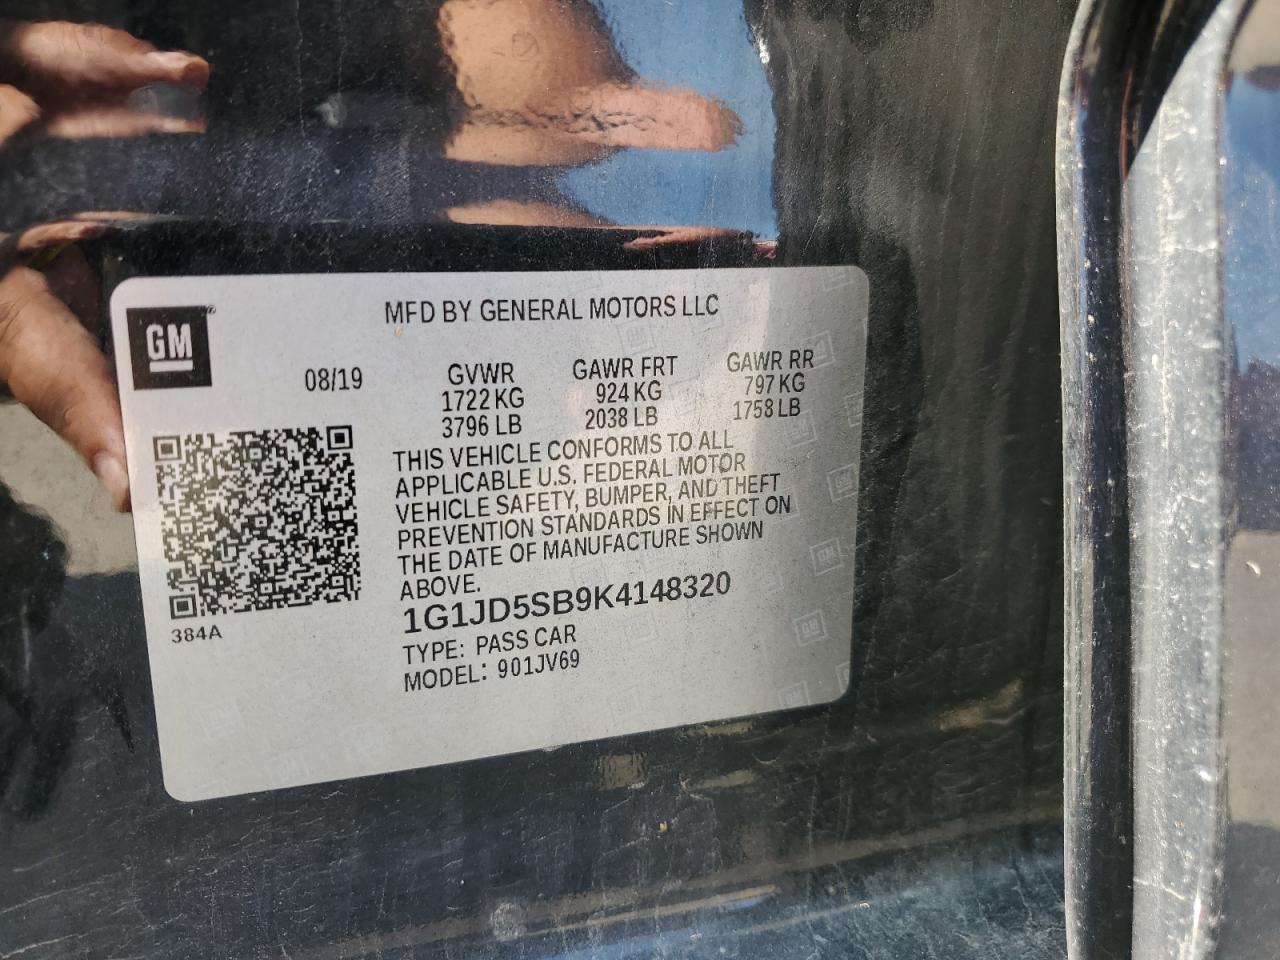 MFD BY GENERAL MOTORS LLC
GM
08/19
GVWR GAWR FRT GAWR RR
1722 KG 924 KG 797 KG
3796 LB 2038 LB 1758 LB
THIS VEHICLE CONFORMS TO ALL
APPLICABLE U.S. FEDERAL MOTOR
VEHICLE SAFETY, BUMPER, AND THEFT
PREVENTION STANDARDS IN EFFECT ON
THE DATE OF MANUFACTURE SHOWN
ABOVE.
1G1JD5SB9K4148320
384A
TYPE: PASS CAR
MODEL: 901JV69